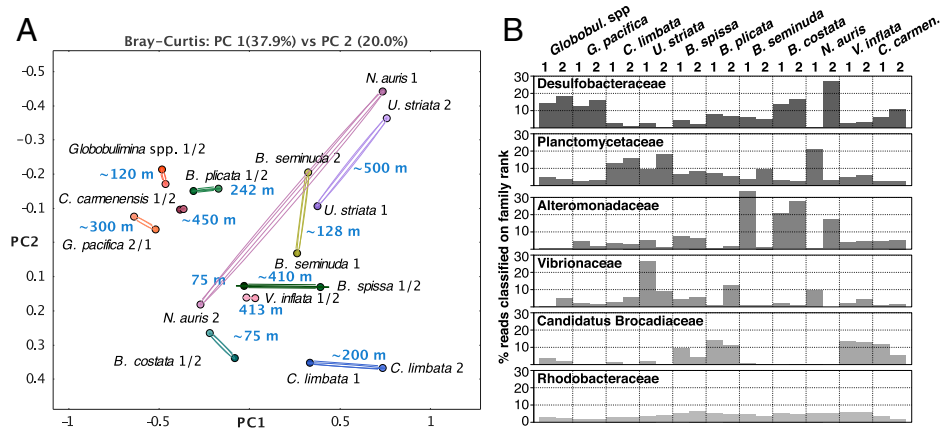 A
Bray-Curtis: PC 1(37.9%) vs PC 2 (20.0%)
-0.5
-0.4
-0.3
-0.2
-0.1
0.1
0.2
0.3
0.4
PC2
-1
-0.5
PC1
0.5
1
N. auris 1
U. striata 2
Globobulimina spp. 1/2
~120 m
B. plicata 1/2
242 m
B. seminuda 2
~500 m
C. carmenensis 1/2
~450 m
U. striata 1
~300 m
~128 m
G. pacifica 2/1
B. seminuda 1
75 m
~410 m
B. spissa 1/2
V. inflata 1/2
413 m
N. auris 2
~75 m
B. costata 1/2
~200 m
C. limbata 1
C. limbata 2
B
Globobul. spp
G. pacifica
C. limbata
U. striata
B. spissa
B. plicata
B. seminuda
B. costata
N. auris
V. inflata
C. carmen.
1 2 1 2 1 2 1 2 1 2 1 2 1 2 1 2 1 2 1 2 1 2
% reads classified on family rank
30
20
10
Desulfobacteraceae
30
20
10
Planctomycetaceae
30
20
10
Alteromonadaceae
30
20
10
Vibrionaceae
30
20
10
Candidatus Brocadiaceae
30
20
10
Rhodobacteraceae